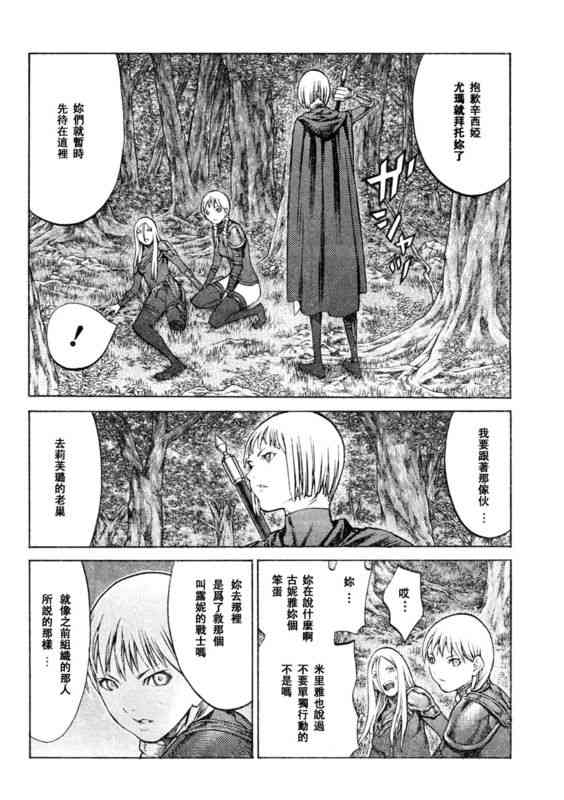 抱歉辛西婭
尤瑪就拜托妳了
ガシャッ
妳們就暫時
先待在這裡
！
我要跟著那傢伙…
去莉芙璐的老巢
哎…
妳…
妳在說什麼啊
古妮雅妳個
笨蛋
米里雅也說過
不要單獨行動的
不是嗎
妳去那裡
是爲了救那個
叫露妮的戰士嗎
就像之前組織的那人
所說的那樣…